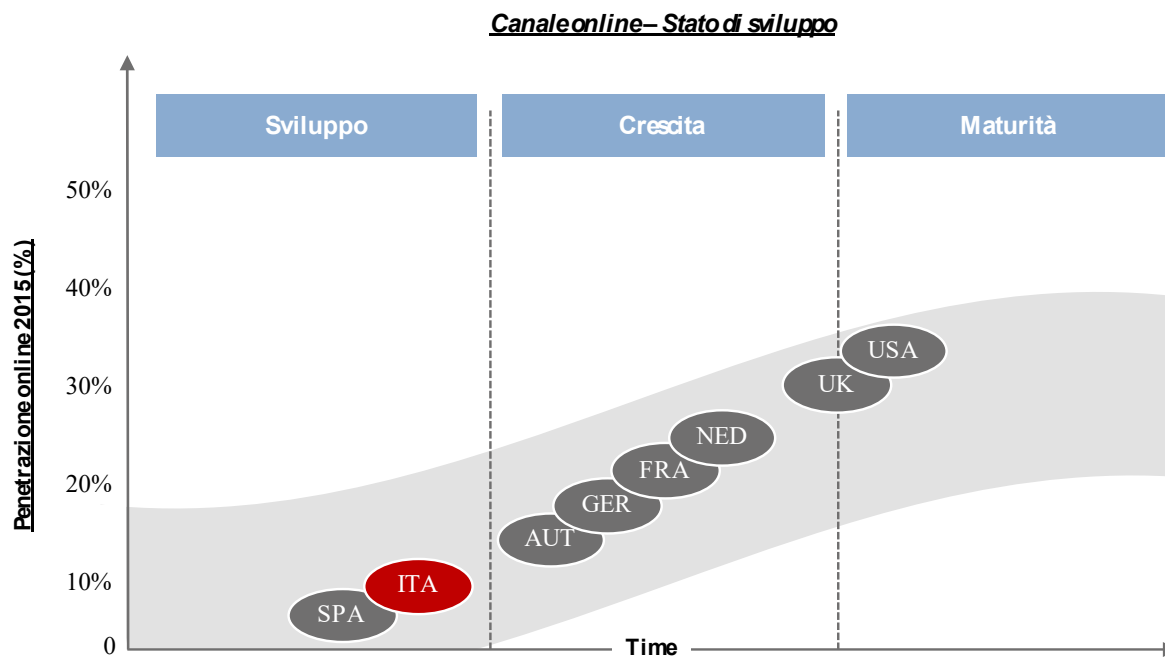 Canale online – Stato di sviluppo
Sviluppo
Crescita
Maturità
Penetrazione online 2015 (%)
50%
40%
30%
20%
10%
0
USA
UK
NED
FRA
GER
AUT
ITA
SPA
Time